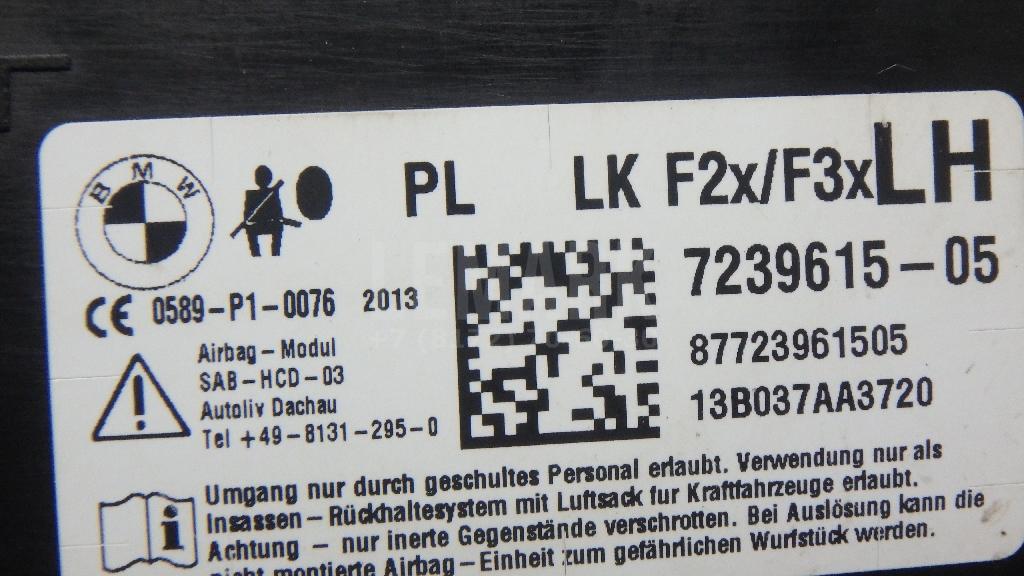 BMW
PL LK F2x/F3x LH
7239615-05
CE 0589-P1-0076 2013
87723961505
13B037AA3720
Airbag-Modul
SAB-HCD-03
Autoliv Dachau
Tel +49-8131-295-0
Umgang nur durch geschultes Personal erlaubt. Verwendung nur als
Insassen-Rückhaltesystem mit Luftsack fur Kraftfahrzeuge erlaubt.
Achtung - nur inerte Gegenstände verschrotten. Bei Auslösung kann die
nicht montierte Airbag-Einheit zum gefährlichen Wurfstück werden.